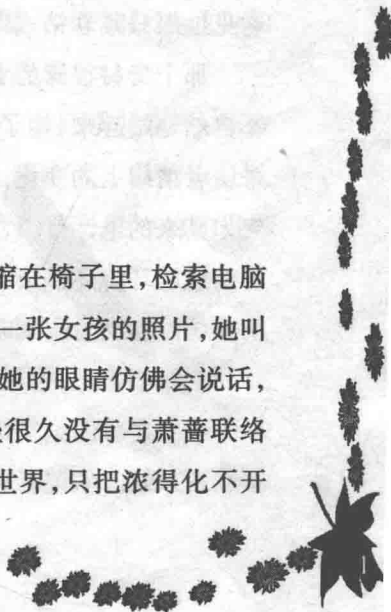 缩在椅子里,检索电脑
一张女孩的照片,她叫
她的眼睛仿佛会说话,
很久没有与萧蔷联络
世界,只把浓得化不开